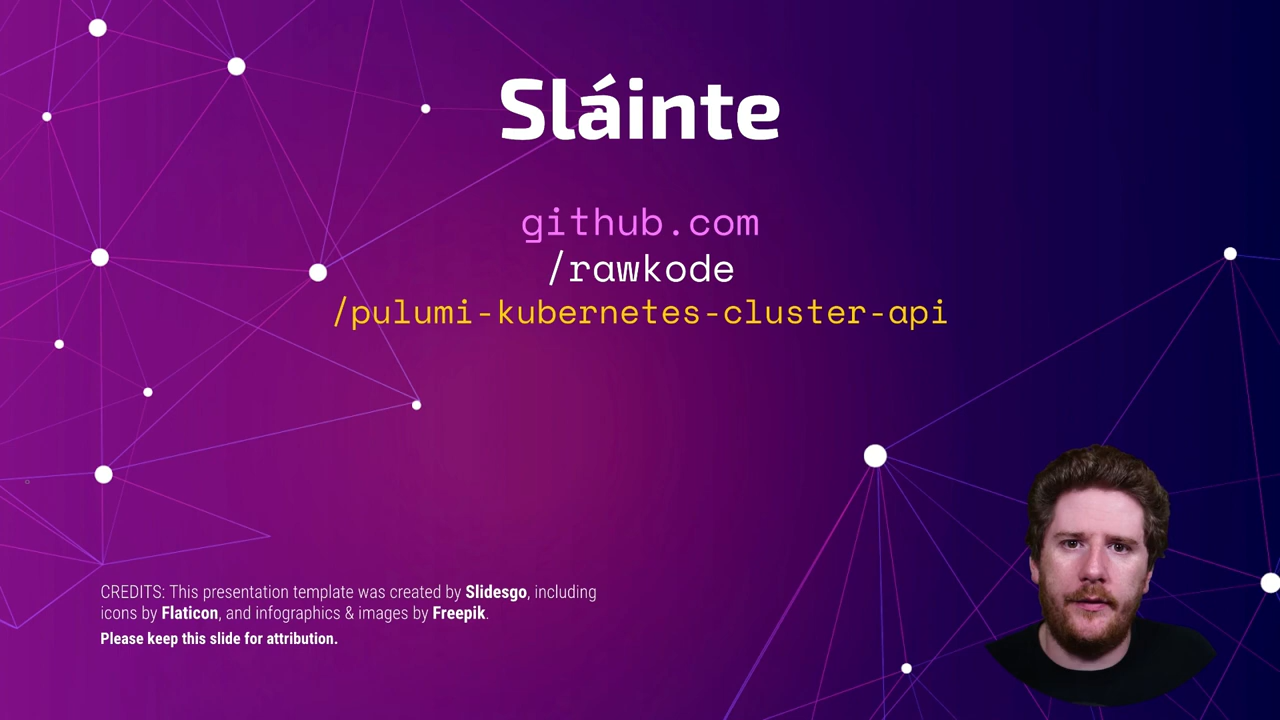 Sláinte
github.com
/rawkode
/pulumi-kubernetes-cluster-api
CREDITS: This presentation template was created by Slidesgo, including
icons by Flaticon, and infographics & images by Freepik.
Please keep this slide for attribution.